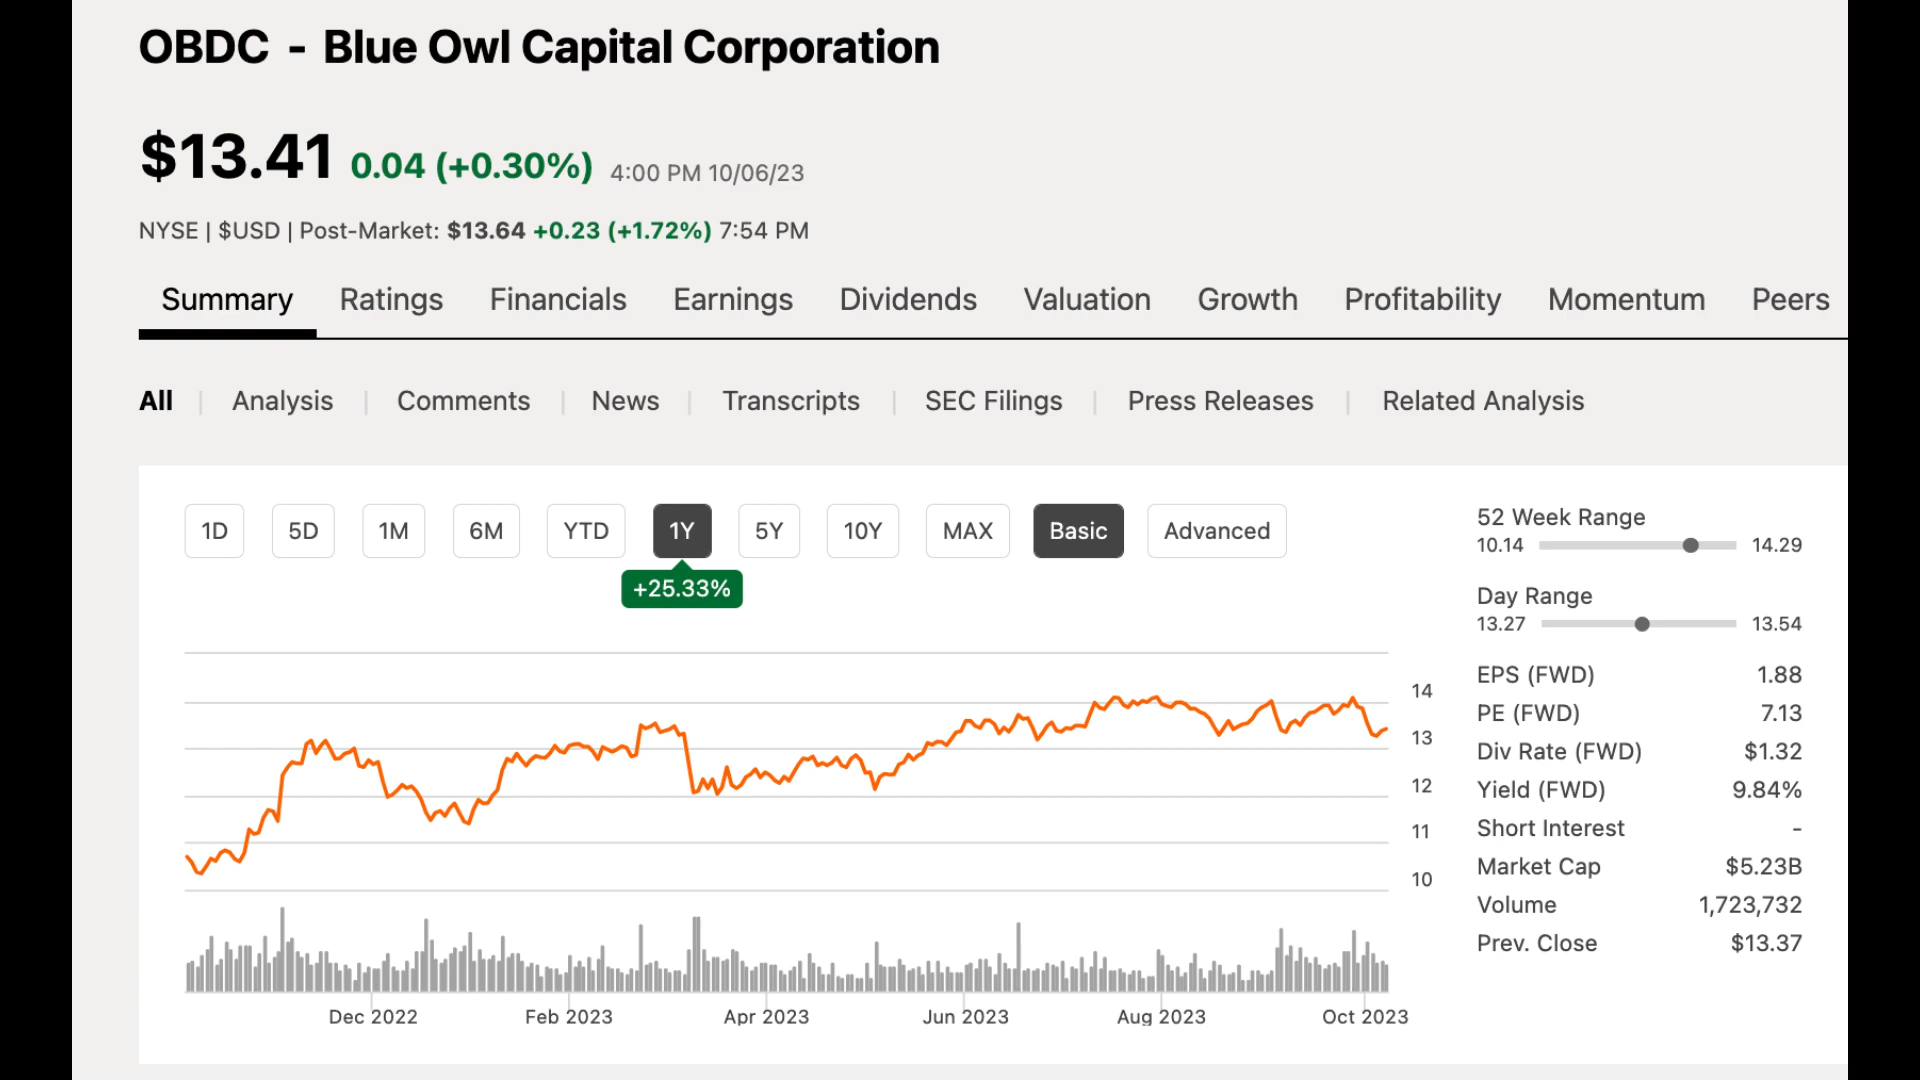 OBDC - Blue Owl Capital Corporation
$13.41 0.04 (+0.30%) 4:00 PM 10/06/23
NYSE | $USD | Post-Market: $13.64 +0.23 (+1.72%) 7:54 PM
Summary Ratings Financials Earnings Dividends Valuation Growth Profitability Momentum Peers
All | Analysis | Comments | News | Transcripts | SEC Filings | Press Releases | Related Analysis
1D 5D 1M 6M YTD 1Y 5Y 10Y MAX Basic Advanced
+25.33%
14
13
12
11
10
Dec 2022 Feb 2023 Apr 2023 Jun 2023 Aug 2023 Oct 2023
52 Week Range
10.14 14.29
Day Range
13.27 13.54
EPS (FWD) 1.88
PE (FWD) 7.13
Div Rate (FWD) $1.32
Yield (FWD) 9.84%
Short Interest -
Market Cap $5.23B
Volume 1,723,732
Prev. Close $13.37